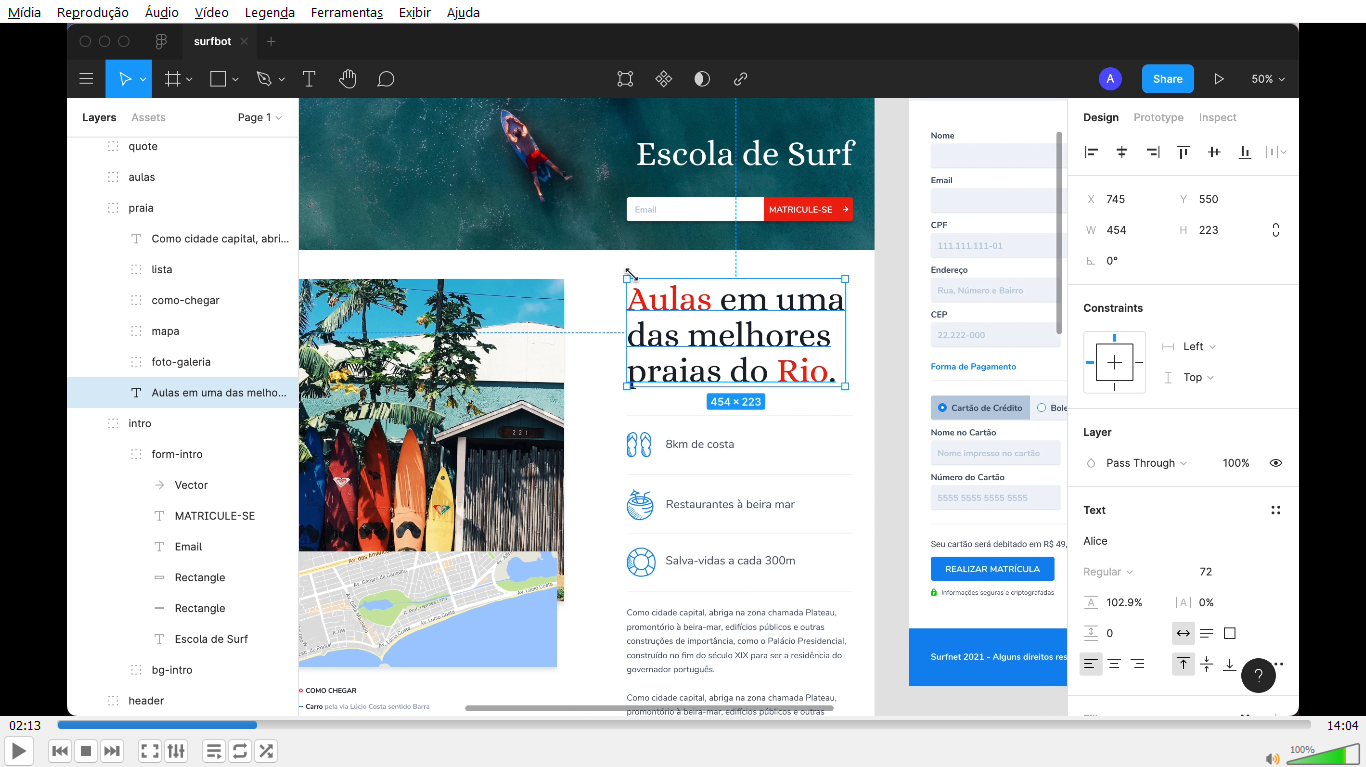 Mídia Reprodução Áudio Vídeo Legenda Ferramentas Exibir Ajuda
surfbot
A Share 50%
Layers Assets Page 1
quote
aulas
praia
Como cidade capital, abri...
lista
como-chegar
mapa
foto-galeria
Aulas em uma das melho...
intro
form-intro
Vector
MATRICULE-SE
Email
Rectangle
Rectangle
Escola de Surf
bg-intro
header
Escola de Surf
Email MATRICULE-SE
Aulas em uma
das melhores
praias do Rio.
454 × 223
221
8km de costa
Restaurantes à beira mar
Salva-vidas a cada 300m
Como cidade capital, abriga na zona chamada Plateau,
promontório à beira-mar, edifícios públicos e outras
construções de importância, como o Palácio Presidencial,
construído no fim do século XIX para ser a residência do
governador português.
Como cidade capital, abriga na zona chamada Plateau,
promontório à beira-mar, edifícios públicos e outras
COMO CHEGAR
Carro pela via Lúcio Costa sentido Barra
Nome
Email
CPF
111.111.111-01
Endereço
Rua, Número e Bairro
CEP
22.222-000
Forma de Pagamento
Cartão de Crédito Bole
Nome no Cartão
Nome impresso no cartão
Número do Cartão
5555 5555 5555 5555
Seu cartão será debitado em R$ 49,
REALIZAR MATRÍCULA
Informações seguras e criptografadas
Surfnet 2021 - Alguns direitos res
Design Prototype Inspect
X 745 Y 550
W 454 H 223
0°
Constraints
Left
Top
Layer
Pass Through 100%
Text
Alice
Regular 72
102.9% |A| 0%
0
?
02:13 14:04
100%